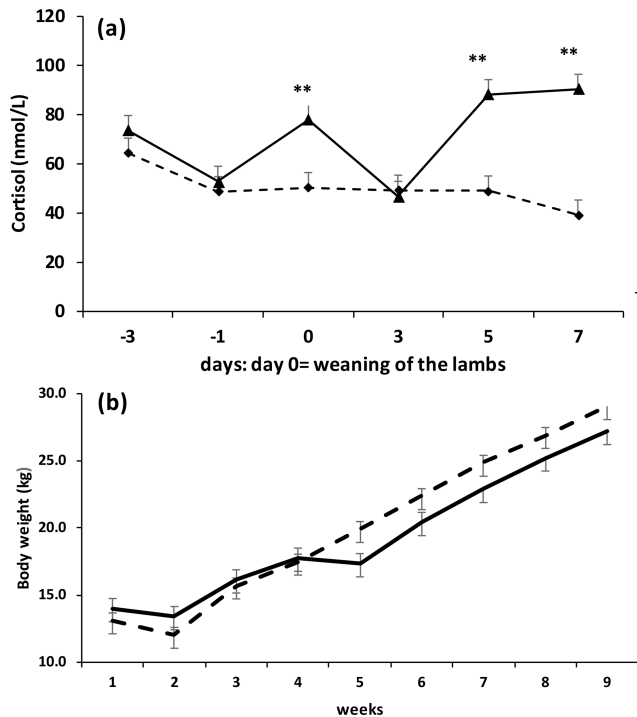 (a)
Cortisol (nmol/L)
120
100
80
60
40
20
0
**
**
**
-3 -1 0 3 5 7
days: day 0= weaning of the lambs
(b)
Body weight (kg)
30.0
25.0
20.0
15.0
10.0
1 2 3 4 5 6 7 8 9
weeks